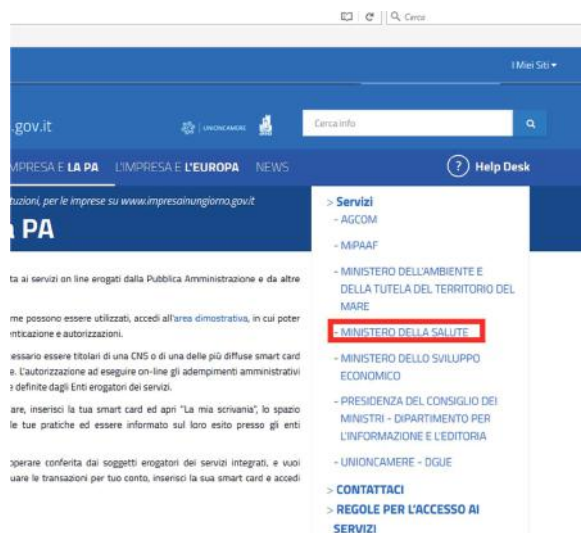 Cerca
I Miei Siti
.gov.it
UNIONCAMERE
Cerca info
IMPRESA E LA PA L'IMPRESA E L'EUROPA NEWS
? Help Desk
tuzioni, per le imprese su www.impresainungiorno.gov.it
PA
ta ai servizi on line erogati dalla Pubblica Amministrazione e da altre
me possono essere utilizzati, accedi all'area dimostrativa, in cui poter
enticazione e autorizzazioni.
cessario essere titolari di una CNS o di una delle più diffuse smart card
e. L'autorizzazione ad eseguire on-line gli adempimenti amministrativi
e definite dagli Enti erogatori dei servizi.
are, inserisci la tua smart card ed apri "La mia scrivania", lo spazio
le tue pratiche ed essere informato sul loro esito presso gli enti
operare conferita dai soggetti erogatori dei servizi integrati, e vuoi
uare le transazioni per tuo conto, inserisci la sua smart card e accedi
> Servizi
- AGCOM
- MiPAAF
- MINISTERO DELL'AMBIENTE E
DELLA TUTELA DEL TERRITORIO DEL
MARE
- MINISTERO DELLA SALUTE
- MINISTERO DELLO SVILUPPO
ECONOMICO
- PRESIDENZA DEL CONSIGLIO DEI
MINISTRI - DIPARTIMENTO PER
L'INFORMAZIONE E L'EDITORIA
- UNIONCAMERE - DGUE
> CONTATTACI
> REGOLE PER L'ACCESSO AI
SERVIZI